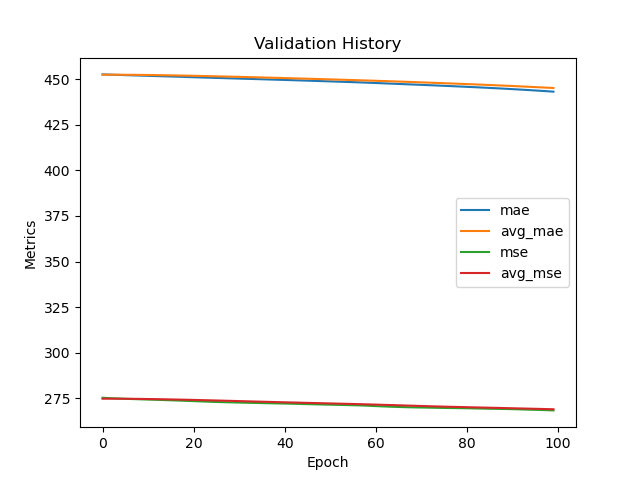 Validation History
Metrics
450
425
400
375
350
325
300
275
mae
avg_mae
mse
avg_mse
0 20 40 60 80 100
Epoch